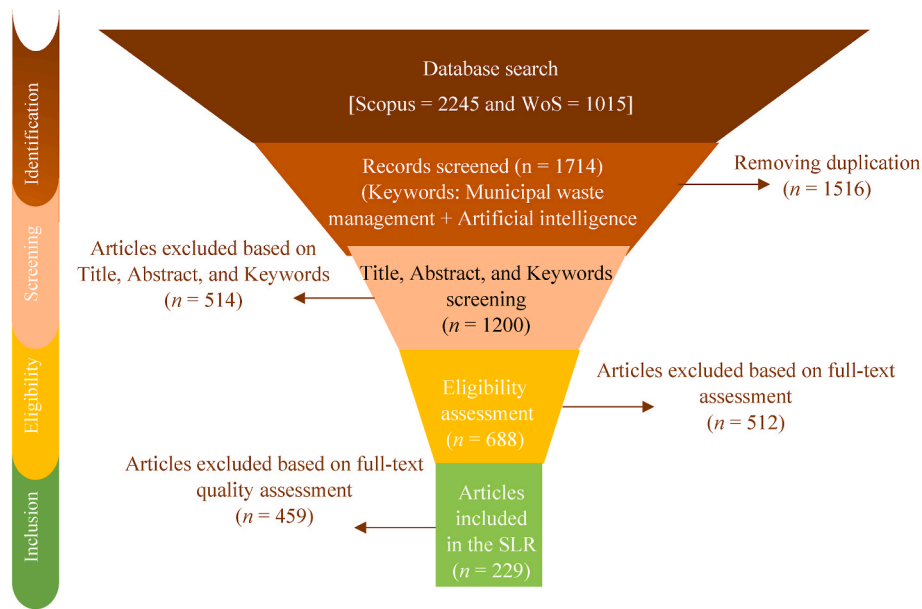 Identification
Screening
Eligibility
Inclusion
Database search
[Scopus = 2245 and WoS = 1015]
Records screened (n = 1714)
(Keywords: Municipal waste
management + Artificial intelligence
Removing duplication
(n = 1516)
Articles excluded based on
Title, Abstract, and Keywords
(n = 514)
Title, Abstract, and Keywords
screening
(n = 1200)
Eligibility
assessment
(n = 688)
Articles excluded based on full-text
assessment
(n = 512)
Articles excluded based on full-text
quality assessment
(n = 459)
Articles
included
in the SLR
(n = 229)